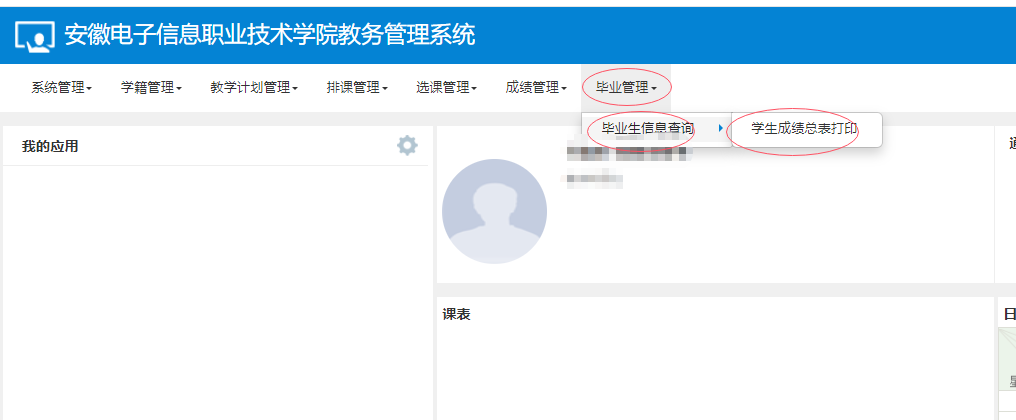 安徽电子信息职业技术学院教务管理系统
系统管理 学籍管理 教学计划管理 排课管理 选课管理 成绩管理 毕业管理
毕业生信息查询 学生成绩总表打印
我的应用
课表
日